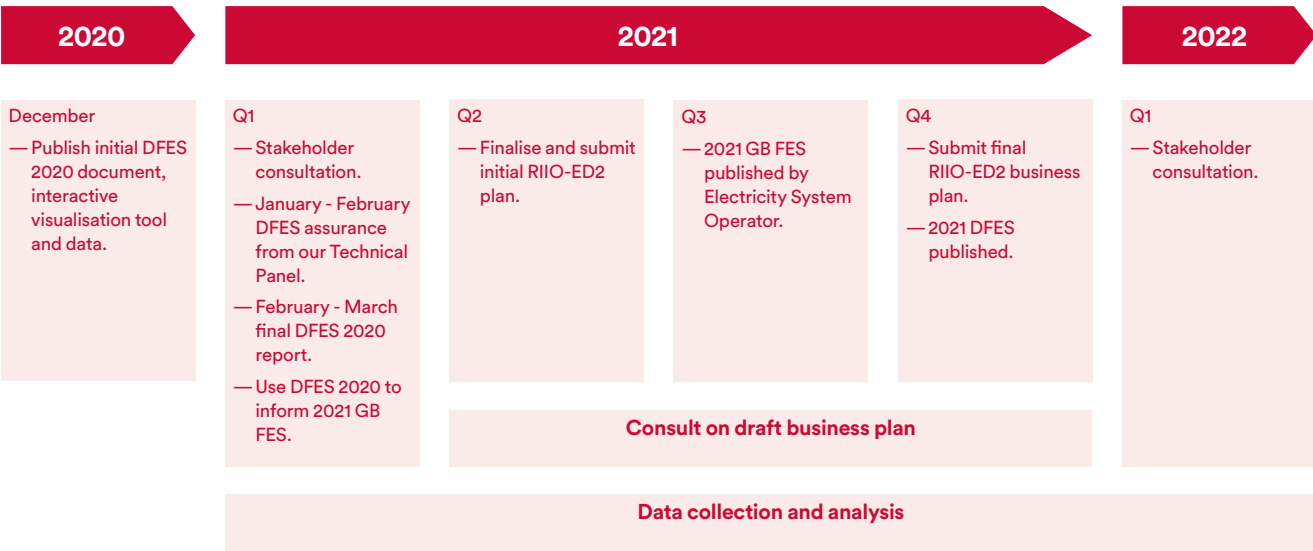 2020
2021
2022
December
— Publish initial DFES
2020 document,
interactive
visualisation tool
and data.
Q1
— Stakeholder
consultation.
— January - February
DFES assurance
from our Technical
Panel.
— February - March
final DFES 2020
report.
— Use DFES 2020 to
inform 2021 GB
FES.
Q2
— Finalise and submit
initial RIIO-ED2
plan.
Q3
— 2021 GB FES
published by
Electricity System
Operator.
Q4
— Submit final
RIIO-ED2 business
plan.
— 2021 DFES
published.
Q1
— Stakeholder
consultation.
Consult on draft business plan
Data collection and analysis